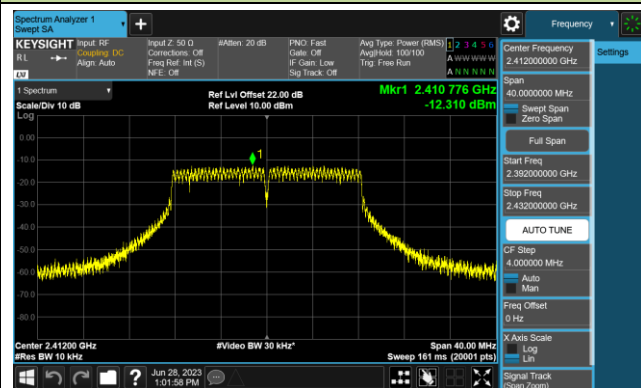 Spectrum Analyzer 1
Swept SA
+
Frequency
KEYSIGHT
RL
LXI
Input: RF
Coupling: DC
Align: Auto
Input Z: 50 Ω
Corrections: Off
Freq Ref: Int (S)
NFE: Off
#Atten: 20 dB
PNO: Fast
Gate: Off
IF Gain: Low
Sig Track: Off
Avg Type: Power (RMS)
Avg|Hold: 100/100
Trig: Free Run
1 2 3 4 5 6
A W W W W W
A N N N N N
1 Spectrum
Scale/Div 10 dB
Log
Ref Lvl Offset 22.00 dB
Ref Level 10.00 dBm
Mkr1 2.410 776 GHz
-12.310 dBm
1
0.00
-10.0
-20.0
-30.0
-40.0
-50.0
-60.0
-70.0
-80.0
Center 2.41200 GHz
#Res BW 10 kHz
#Video BW 30 kHz*
Span 40.00 MHz
Sweep 161 ms (20001 pts)
Jun 28, 2023
1:01:58 PM
Center Frequency
2.412000000 GHz
Settings
Span
40.0000000 MHz
Swept Span
Zero Span
Full Span
Start Freq
2.392000000 GHz
Stop Freq
2.432000000 GHz
AUTO TUNE
CF Step
4.000000 MHz
Auto
Man
Freq Offset
0 Hz
X Axis Scale
Log
Lin
Signal Track
(Span Zoom)